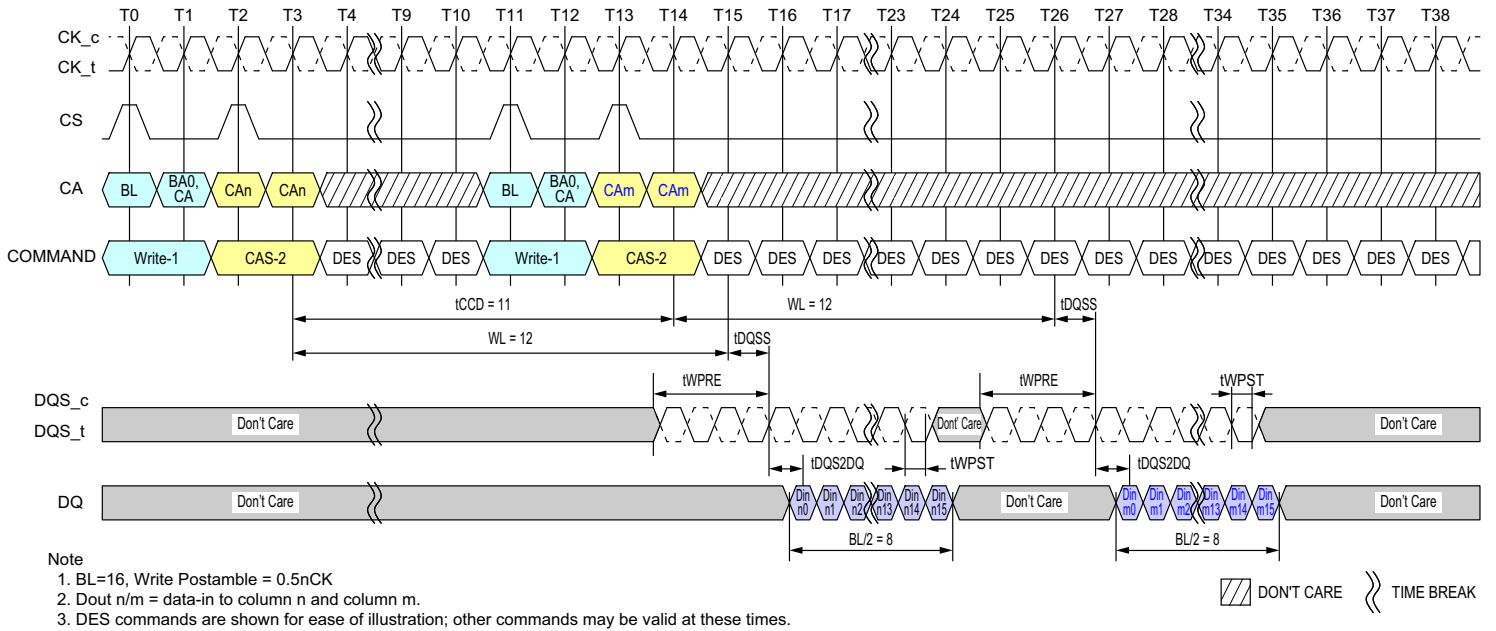 T0 T1 T2 T3 T4 T9 T10 T11 T12 T13 T14 T15 T16 T17 T23 T24 T25 T26 T27 T28 T34 T35 T36 T37 T38
CK_c
CK_t
CS
CA BL BA0, CA CAn CAn BL BA0, CA CAm CAm
COMMAND Write-1 CAS-2 DES DES DES Write-1 CAS-2 DES DES DES DES DES DES DES DES DES DES DES DES DES DES
tCCD = 11 WL = 12 tDQSS
WL = 12 tDQSS
tWPRE tWPRE tWPST
DQS_c
DQS_t Don't Care Dont' Care Don't Care
tDQS2DQ tWPST tDQS2DQ
DQ Don't Care Din n0 Din n1 Din n2 Din n13 Din n14 Din n15 Don't Care Din m0 Din m1 Din m2 Din m13 Din m14 Din m15 Don't Care
BL/2 = 8 BL/2 = 8
Note
1. BL=16, Write Postamble = 0.5nCK
2. Dout n/m = data-in to column n and column m.
3. DES commands are shown for ease of illustration; other commands may be valid at these times.
DON'T CARE TIME BREAK